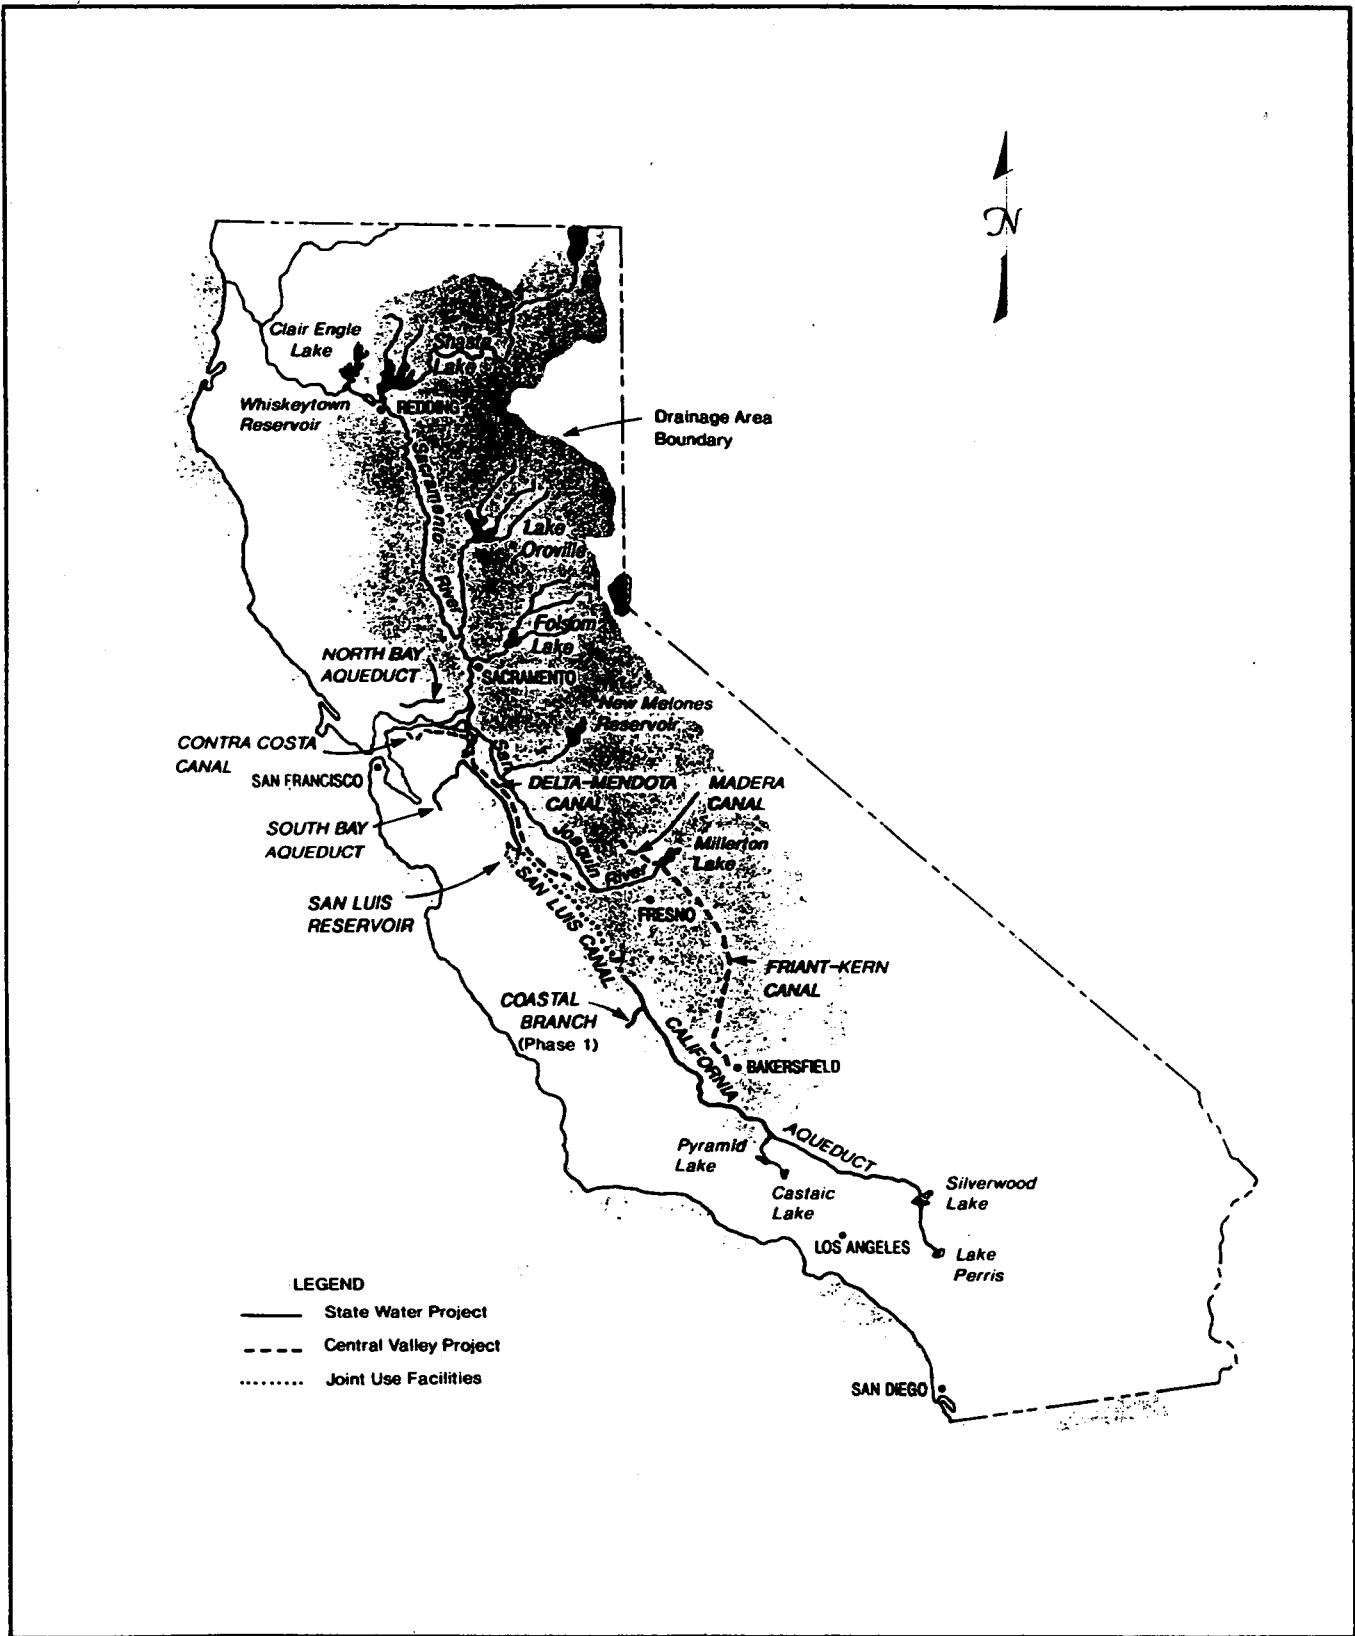 N
Clair Engle
Lake
Shasta
Lake
Whiskeytown
Reservoir
REDDING
Drainage Area
Boundary
Sacramento
River
Lake
Oroville
Folsom
Lake
NORTH BAY
AQUEDUCT
SACRAMENTO
New Melones
Reservoir
CONTRA COSTA
CANAL
SAN FRANCISCO
San
Joaquin
River
DELTA-MENDOTA
CANAL
MADERA
CANAL
SOUTH BAY
AQUEDUCT
Millerton
Lake
SAN LUIS
RESERVOIR
SAN LUIS CANAL
FRESNO
FRIANT-KERN
CANAL
COASTAL
BRANCH
(Phase 1)
CALIFORNIA
AQUEDUCT
BAKERSFIELD
Pyramid
Lake
Castaic
Lake
Silverwood
Lake
LOS ANGELES
Lake
Perris
LEGEND
State Water Project
Central Valley Project
Joint Use Facilities
SAN DIEGO